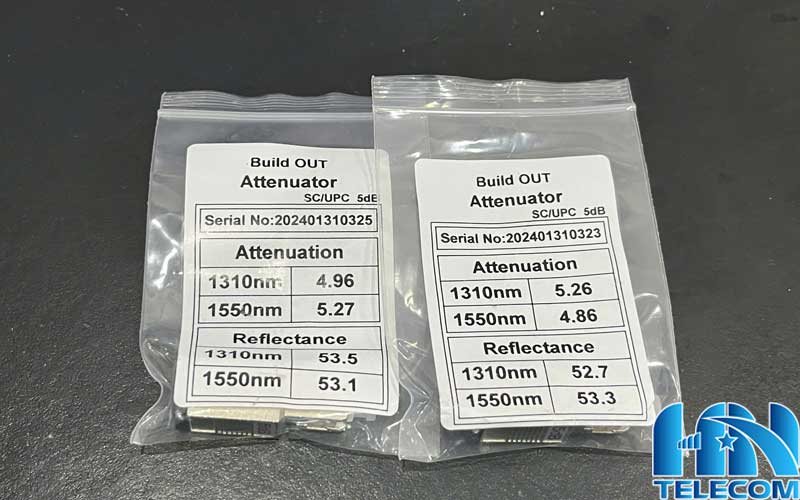 Build OUT
Attenuator
SC/UPC 5dB
Serial No:202401310325
Attenuation
1310nm 4.96
1550nm 5.27
Reflectance
1310nm 53.5
1550nm 53.1
Build OUT
Attenuator
SC/UPC 5dB
Serial No:202401310323
Attenuation
1310nm 5.26
1550nm 4.86
Reflectance
1310nm 52.7
1550nm 53.3
HN
TELECOM